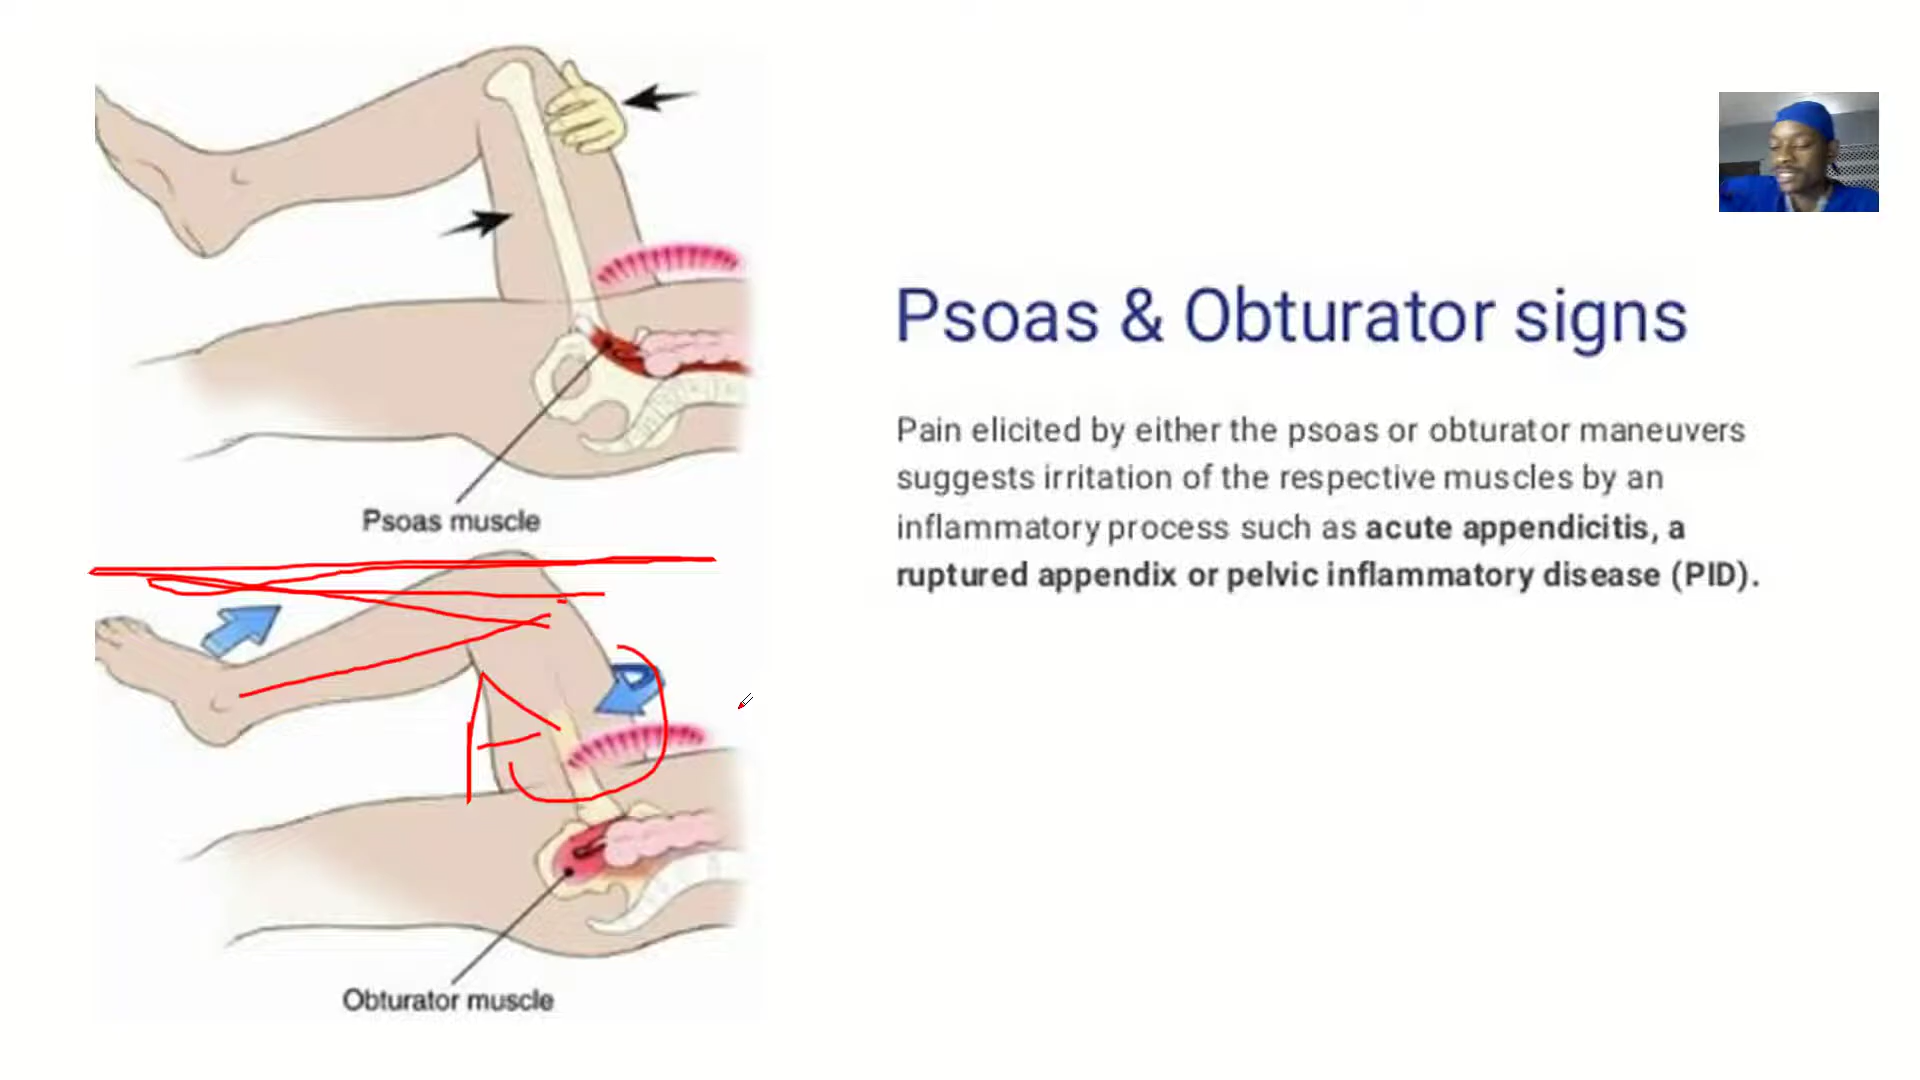 Psoas & Obturator signs
Pain elicited by either the psoas or obturator maneuvers
suggests irritation of the respective muscles by an
inflammatory process such as acute appendicitis, a
ruptured appendix or pelvic inflammatory disease (PID).
Psoas muscle
Obturator muscle